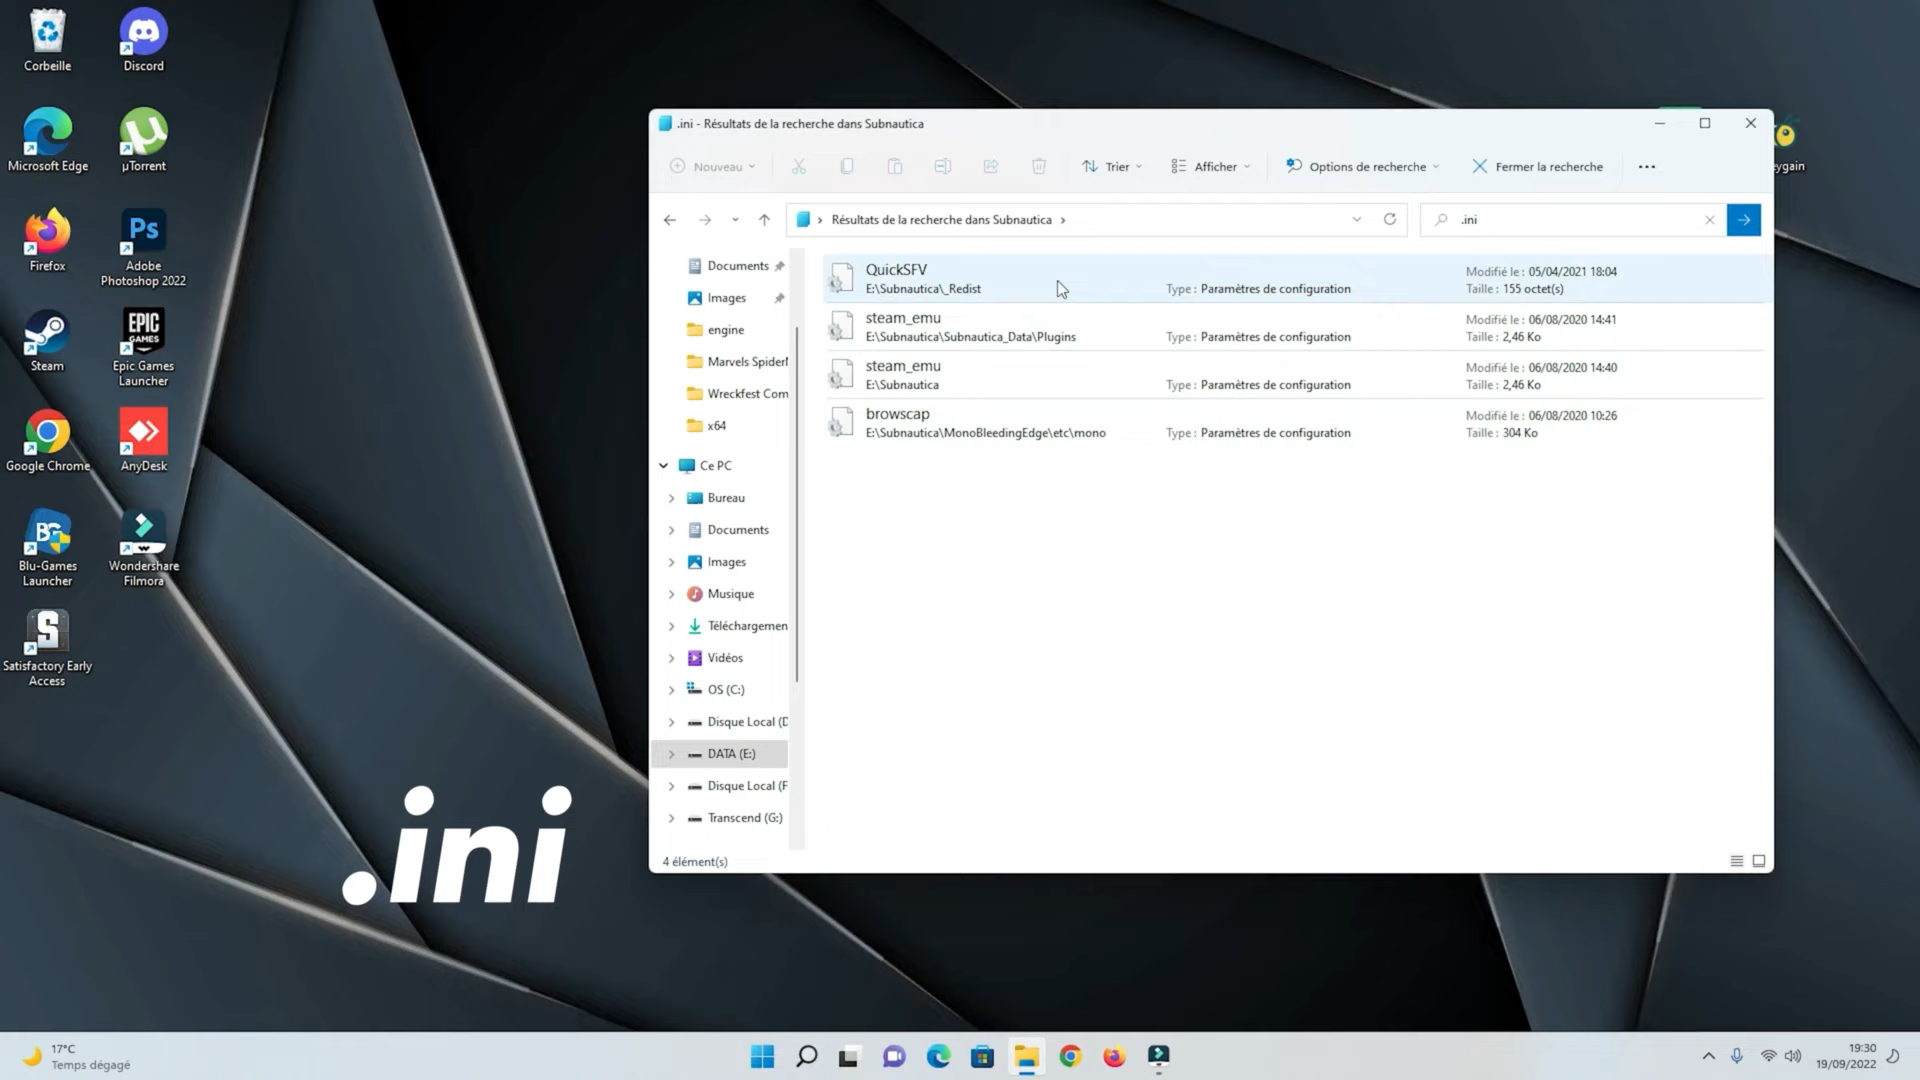 Corbeille
Discord
Microsoft Edge
µTorrent
Firefox
Ps
Adobe
Photoshop 2022
Steam
EPIC
GAMES
Epic Games
Launcher
Google Chrome
AnyDesk
BG
Blu-Games
Launcher
Wondershare
Filmora
S
Satisfactory Early
Access
ygain
.ini - Résultats de la recherche dans Subnautica
Nouveau
Trier
Afficher
Options de recherche
Fermer la recherche
Résultats de la recherche dans Subnautica
.ini
Documents
Images
engine
Marvels Spider
Wreckfest Com
x64
Ce PC
Bureau
Documents
Images
Musique
Téléchargemen
Vidéos
OS (C:)
Disque Local (D
DATA (E:)
Disque Local (F
Transcend (G:)
QuickSFV
E:\Subnautica\_Redist
Type : Paramètres de configuration
Modifié le : 05/04/2021 18:04
Taille : 155 octet(s)
steam_emu
E:\Subnautica\Subnautica_Data\Plugins
Type : Paramètres de configuration
Modifié le : 06/08/2020 14:41
Taille : 2,46 Ko
steam_emu
E:\Subnautica
Type : Paramètres de configuration
Modifié le : 06/08/2020 14:40
Taille : 2,46 Ko
browscap
E:\Subnautica\MonoBleedingEdge\etc\mono
Type : Paramètres de configuration
Modifié le : 06/08/2020 10:26
Taille : 304 Ko
4 élément(s)
.ini
17°C
Temps dégagé
19:30
19/09/2022